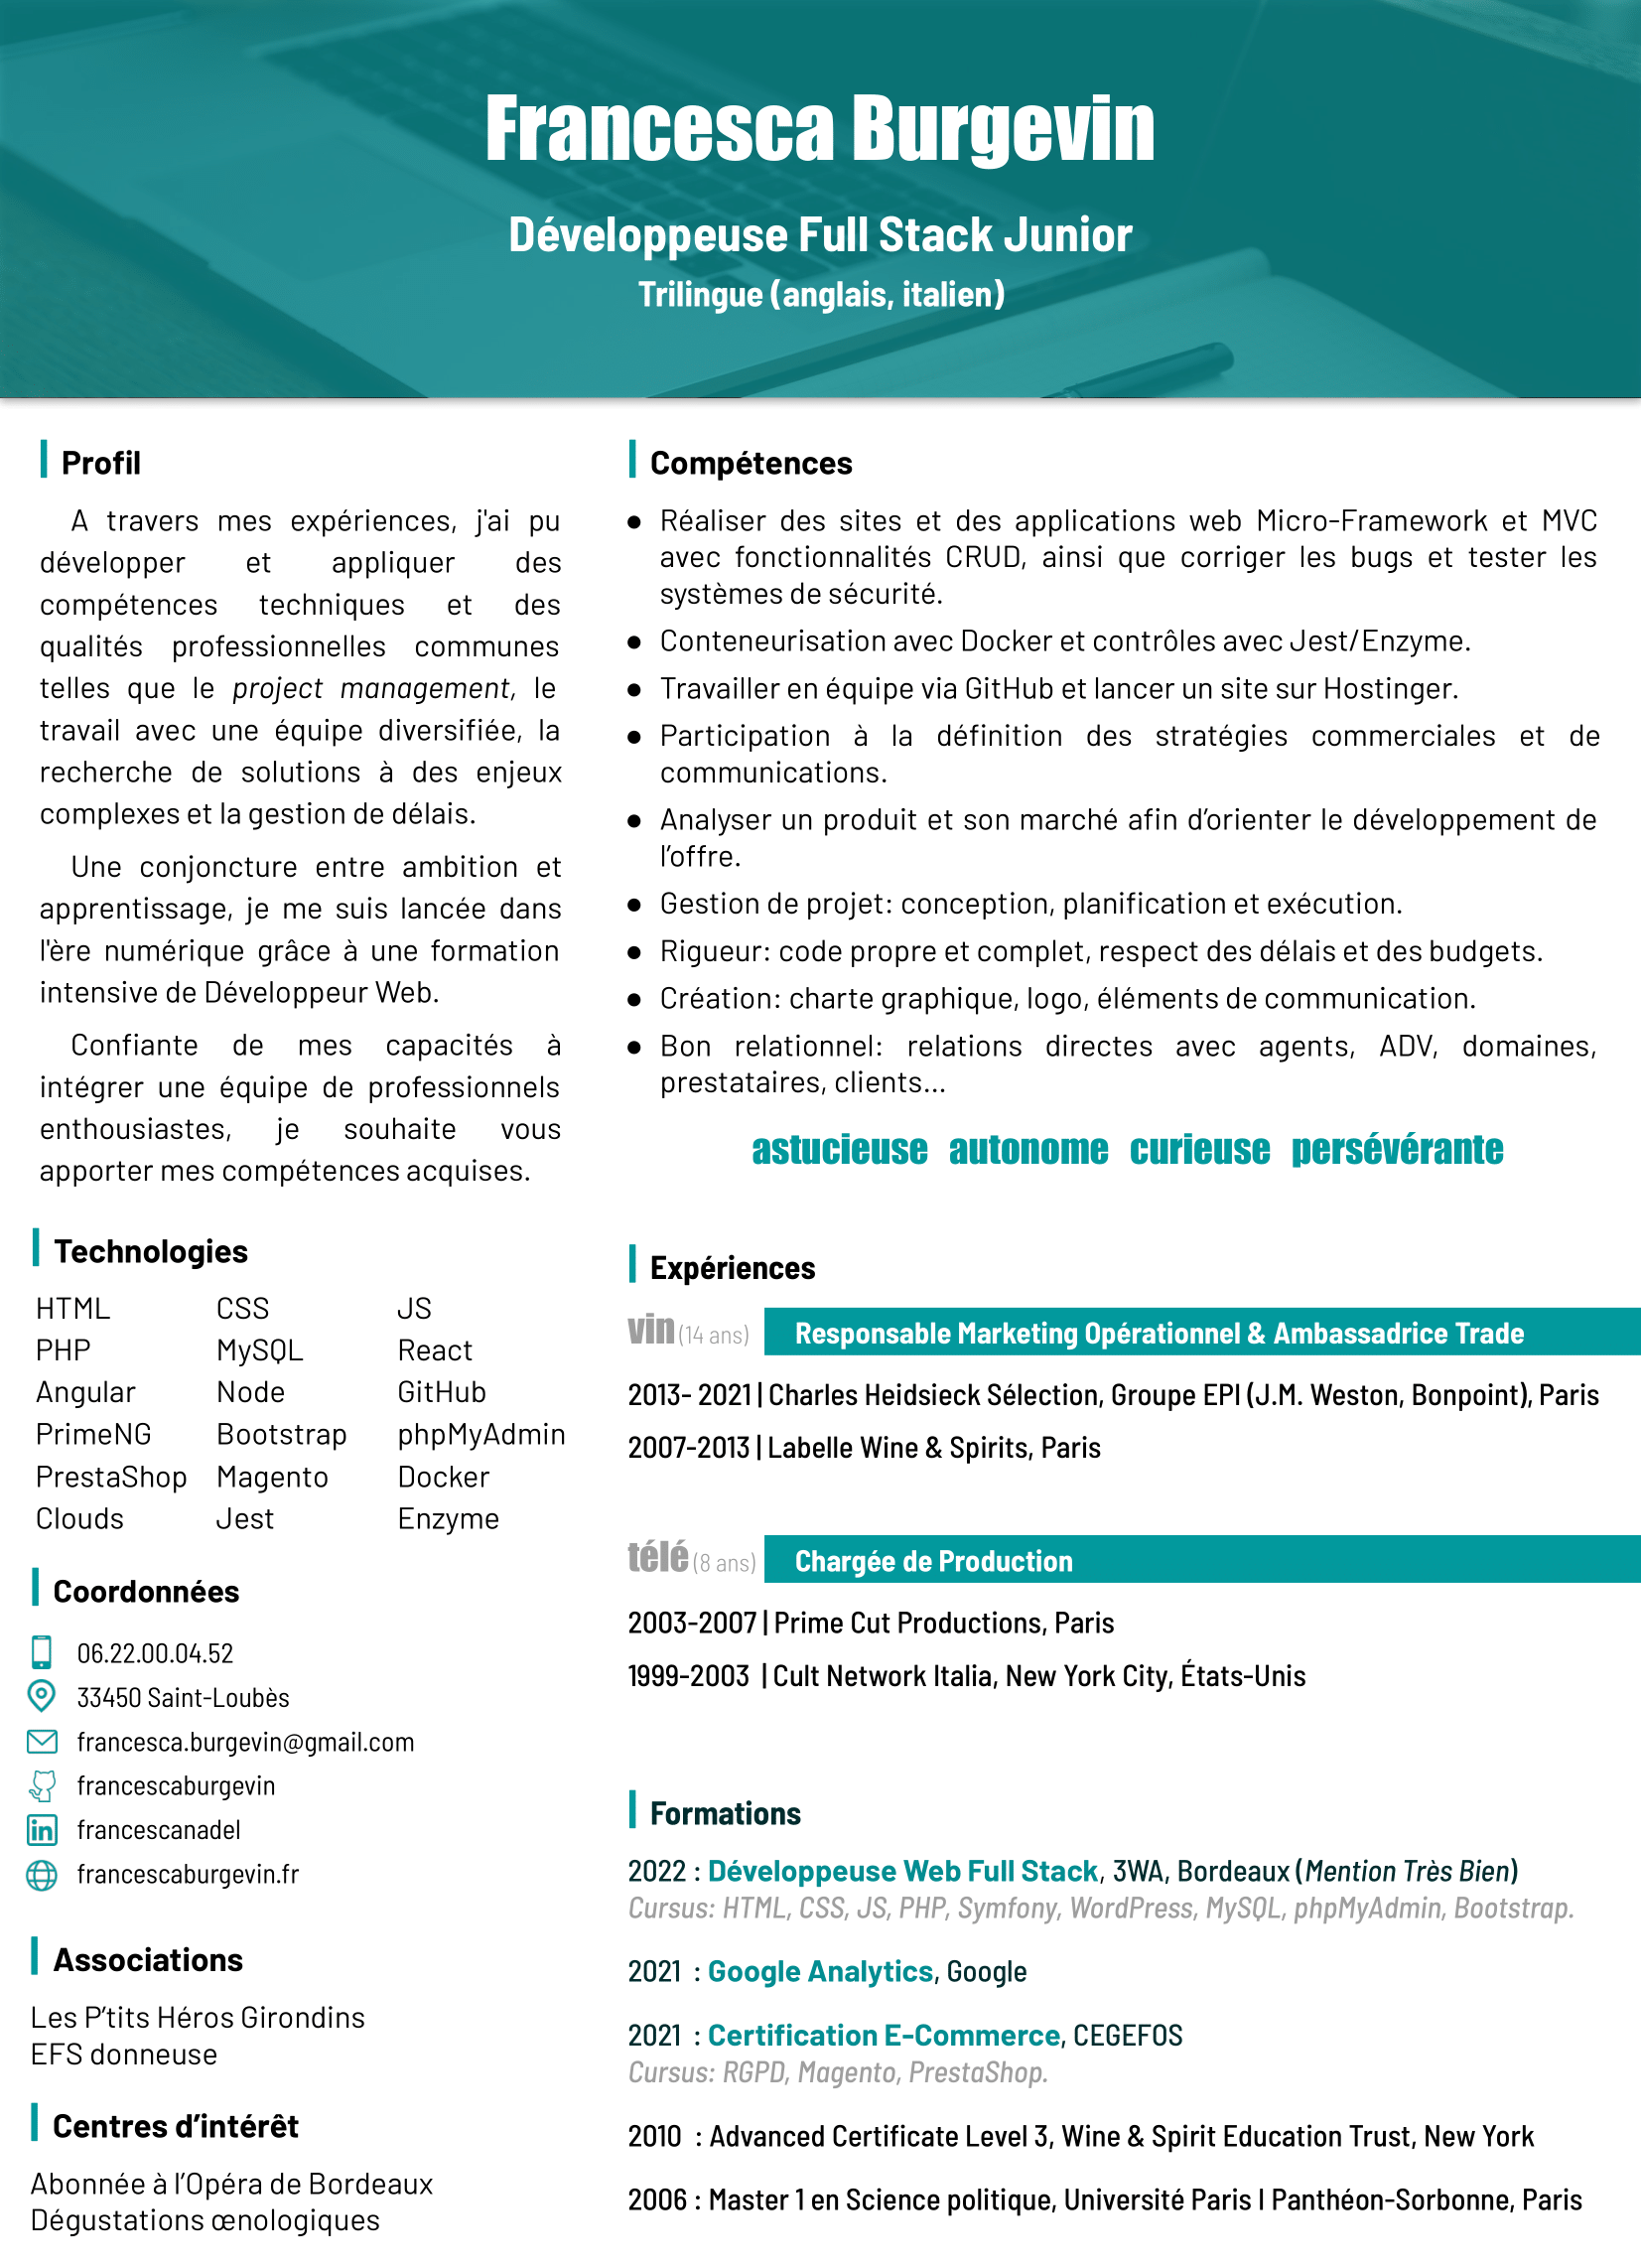 Francesca Burgevin
Développeuse Full Stack Junior
Trilingue (anglais, italien)
Profil
A travers mes expériences, j'ai pu
développer et appliquer des
compétences techniques et des
qualités professionnelles communes
telles que le project management, le
travail avec une équipe diversifiée, la
recherche de solutions à des enjeux
complexes et la gestion de délais.
Une conjoncture entre ambition et
apprentissage, je me suis lancée dans
l'ère numérique grâce à une formation
intensive de Développeur Web.
Confiante de mes capacités à
intégrer une équipe de professionnels
enthousiastes, je souhaite vous
apporter mes compétences acquises.
Technologies
HTML CSS JS
PHP MySQL React
Angular Node GitHub
PrimeNG Bootstrap phpMyAdmin
PrestaShop Magento Docker
Clouds Jest Enzyme
Coordonnées
06.22.00.04.52
33450 Saint-Loubès
francesca.burgevin@gmail.com
francescaburgevin
francescanadel
francescaburgevin.fr
Associations
Les P’tits Héros Girondins
EFS donneuse
Centres d’intérêt
Abonnée à l’Opéra de Bordeaux
Dégustations œnologiques
Compétences
● Réaliser des sites et des applications web Micro-Framework et MVC
avec fonctionnalités CRUD, ainsi que corriger les bugs et tester les
systèmes de sécurité.
● Conteneurisation avec Docker et contrôles avec Jest/Enzyme.
● Travailler en équipe via GitHub et lancer un site sur Hostinger.
● Participation à la définition des stratégies commerciales et de
communications.
● Analyser un produit et son marché afin d’orienter le développement de
l’offre.
● Gestion de projet: conception, planification et exécution.
● Rigueur: code propre et complet, respect des délais et des budgets.
● Création: charte graphique, logo, éléments de communication.
● Bon relationnel: relations directes avec agents, ADV, domaines,
prestataires, clients...
astucieuse autonome curieuse persévérante
Expériences
vin (14 ans) Responsable Marketing Opérationnel & Ambassadrice Trade
2013- 2021 | Charles Heidsieck Sélection, Groupe EPI (J.M. Weston, Bonpoint), Paris
2007-2013 | Labelle Wine & Spirits, Paris
télé (8 ans) Chargée de Production
2003-2007 | Prime Cut Productions, Paris
1999-2003 | Cult Network Italia, New York City, États-Unis
Formations
2022 : Développeuse Web Full Stack, 3WA, Bordeaux (Mention Très Bien)
Cursus: HTML, CSS, JS, PHP, Symfony, WordPress, MySQL, phpMyAdmin, Bootstrap.
2021 : Google Analytics, Google
2021 : Certification E-Commerce, CEGEFOS
Cursus: RGPD, Magento, PrestaShop.
2010 : Advanced Certificate Level 3, Wine & Spirit Education Trust, New York
2006 : Master 1 en Science politique, Université Paris I Panthéon-Sorbonne, Paris